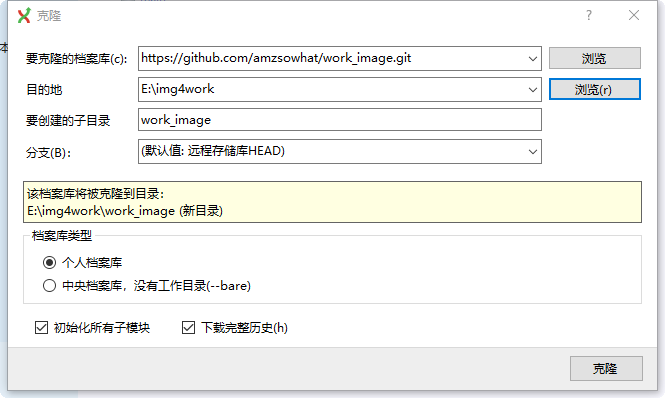 克隆
?
本
要克隆的档案库(c): https://github.com/amzsowhat/work_image.git 浏览
目的地 E:\img4work 浏览(r)
要创建的子目录 work_image
分支(B): (默认值: 远程存储库HEAD)
该档案库将被克隆到目录:
E:\img4work\work_image (新目录)
档案库类型
个人档案库
中央档案库，没有工作目录(--bare)
初始化所有子模块 下载完整历史(h)
克隆